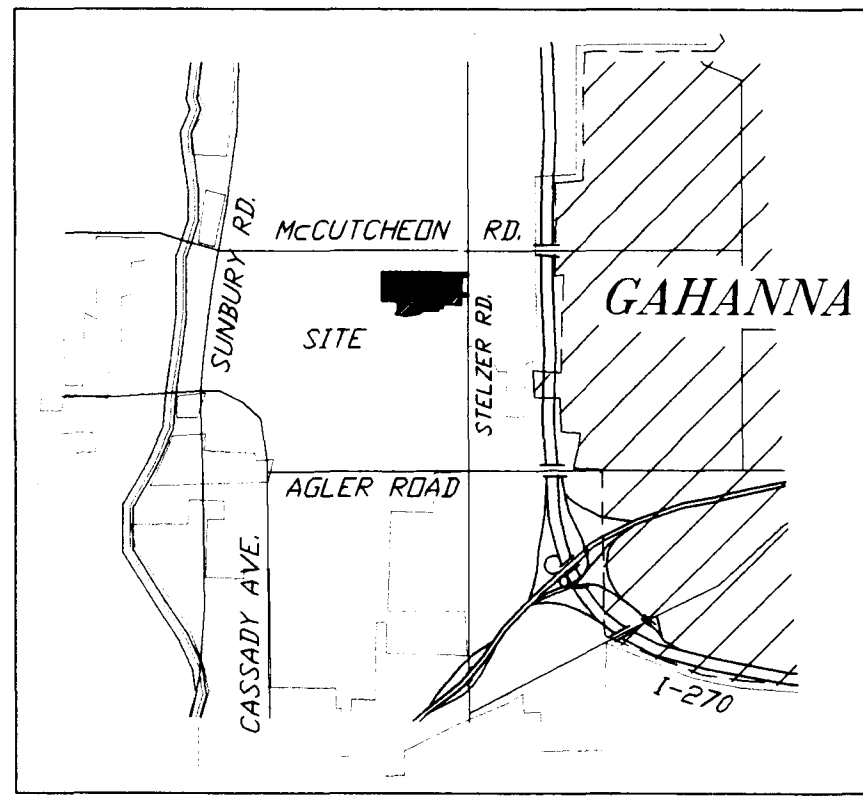 McCUTCHEON RD.
SUNBURY RD.
GAHANNA
SITE
STELZER RD.
AGLER ROAD
CASSADY AVE.
I-270